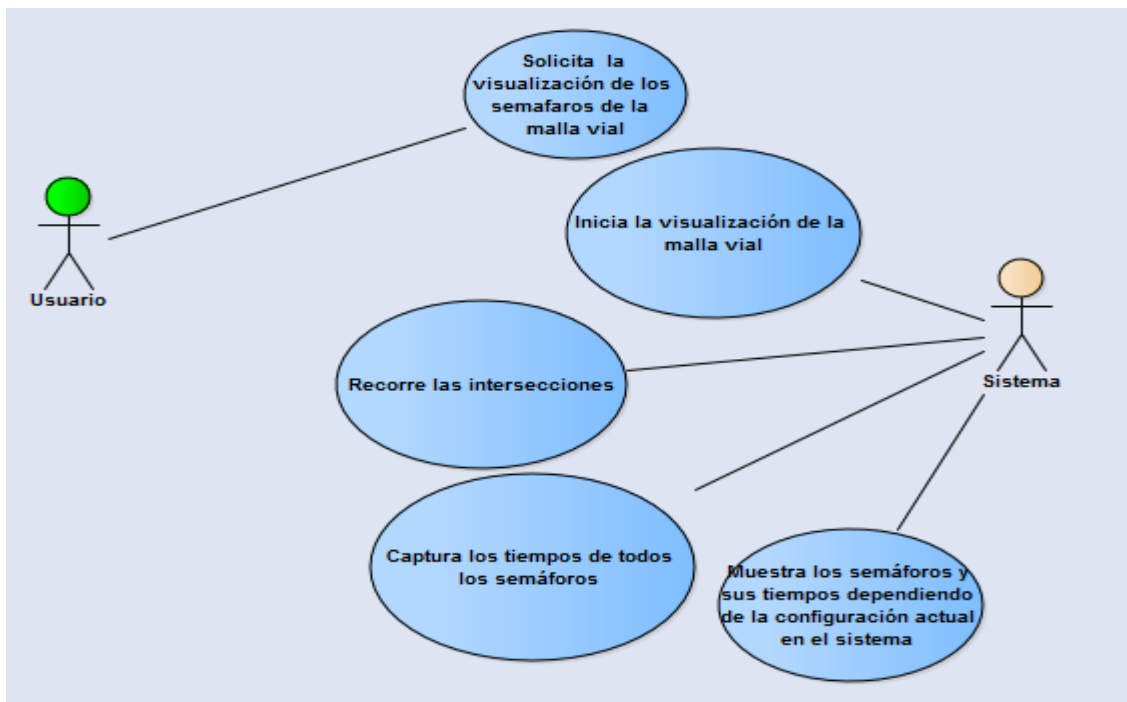 Solicita la
visualización de los
semafaros de la
malla vial
Inicia la visualización de la
malla vial
Usuario
Recorre las intersecciones
Sistema
Captura los tiempos de todos
los semáforos
Muestra los semáforos y
sus tiempos dependiendo
de la configuración actual
en el sistema